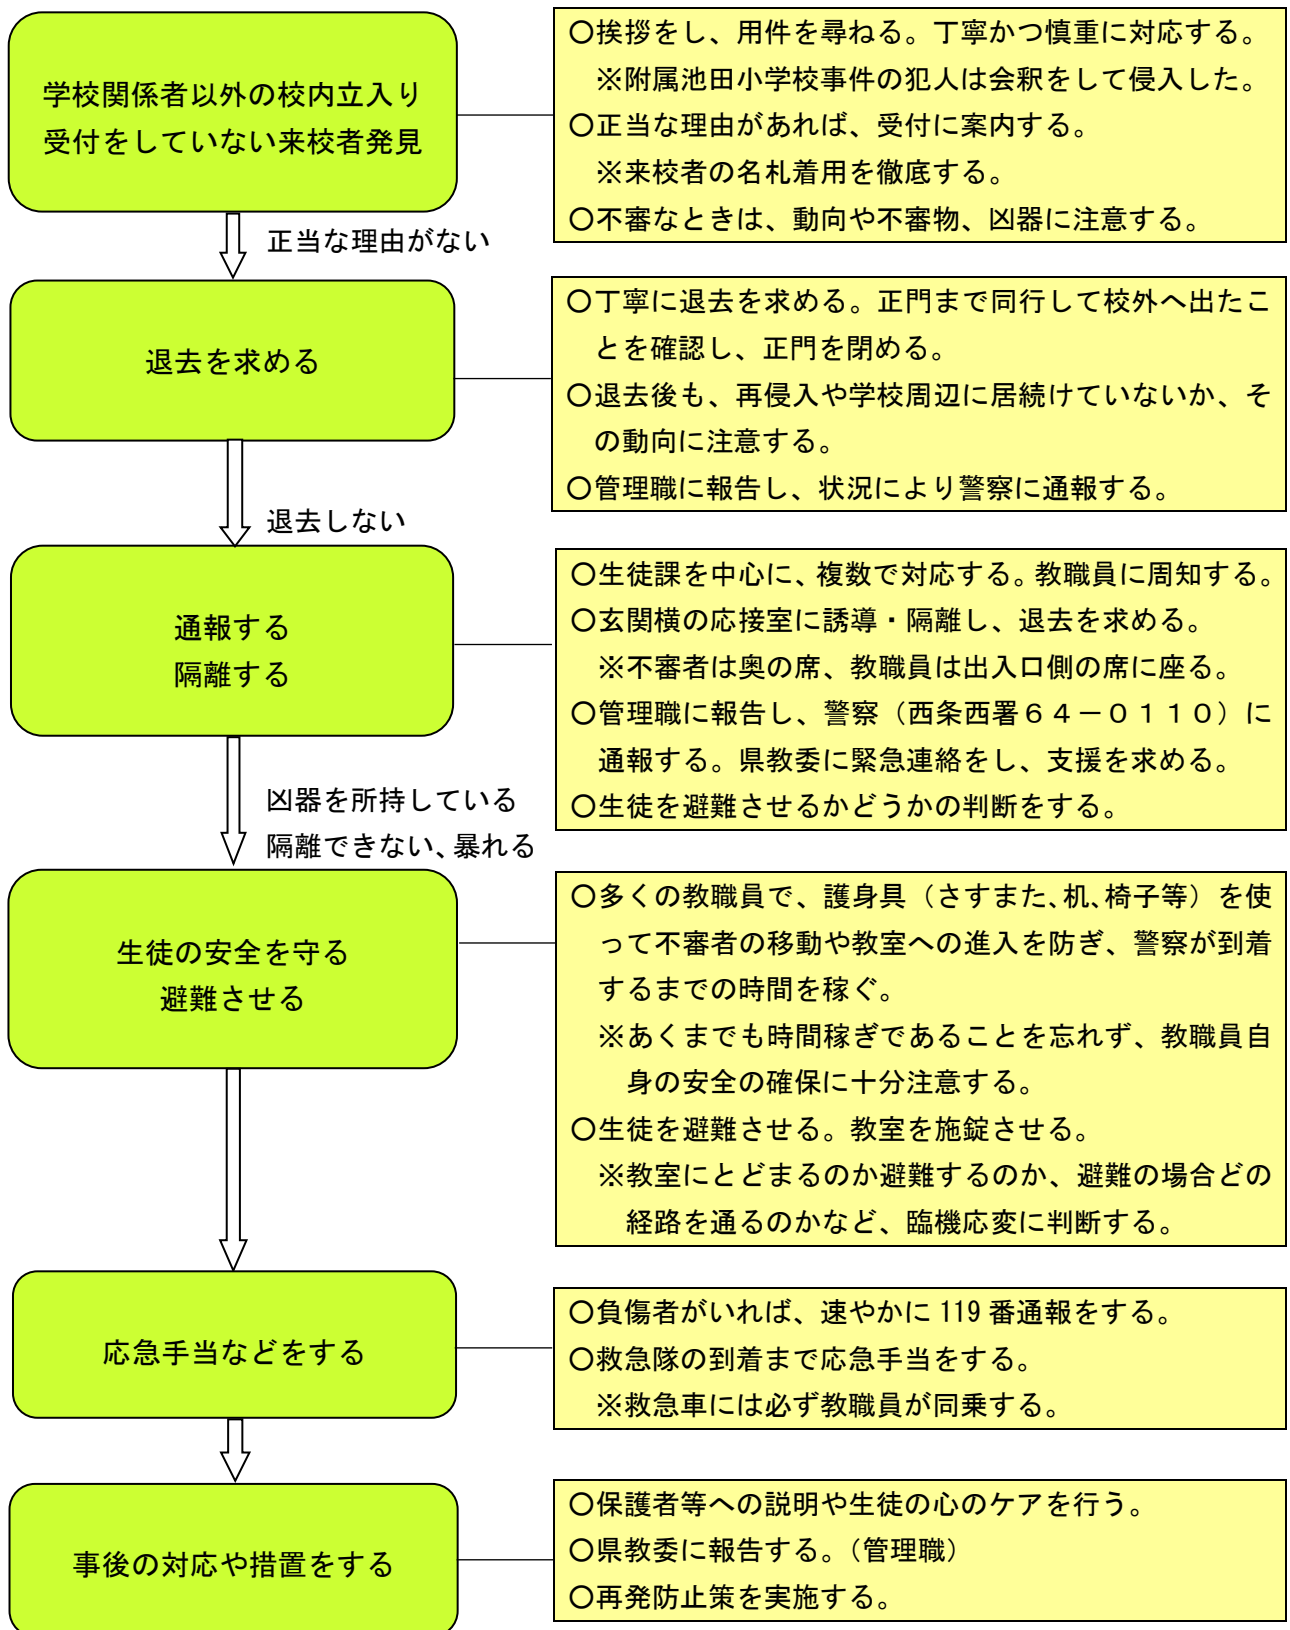 学校関係者以外の校内立入り
受付をしていない来校者発見
〇挨拶をし、用件を尋ねる。丁寧かつ慎重に対応する。
※附属池田小学校事件の犯人は会釈をして侵入した。
〇正当な理由があれば、受付に案内する。
※来校者の名札着用を徹底する。
〇不審なときは、動向や不審物、凶器に注意する。
正当な理由がない
退去を求める
〇丁寧に退去を求める。正門まで同行して校外へ出たこ
とを確認し、正門を閉める。
〇退去後も、再侵入や学校周辺に居続けていないか、そ
の動向に注意する。
〇管理職に報告し、状況により警察に通報する。
退去しない
通報する
隔離する
〇生徒課を中心に、複数で対応する。教職員に周知する。
〇玄関横の応接室に誘導・隔離し、退去を求める。
※不審者は奥の席、教職員は出入口側の席に座る。
〇管理職に報告し、警察（西条西署６４－０１１０）に
通報する。県教委に緊急連絡をし、支援を求める。
〇生徒を避難させるかどうかの判断をする。
凶器を所持している
隔離できない、暴れる
生徒の安全を守る
避難させる
〇多くの教職員で、護身具（さすまた、机、椅子等）を使
って不審者の移動や教室への進入を防ぎ、警察が到着
するまでの時間を稼ぐ。
※あくまでも時間稼ぎであることを忘れず、教職員自
身の安全の確保に十分注意する。
〇生徒を避難させる。教室を施錠させる。
※教室にとどまるのか避難するのか、避難の場合どの
経路を通るのかなど、臨機応変に判断する。
応急手当などをする
〇負傷者がいれば、速やかに 119 番通報をする。
〇救急隊の到着まで応急手当をする。
※救急車には必ず教職員が同乗する。
事後の対応や措置をする
〇保護者等への説明や生徒の心のケアを行う。
〇県教委に報告する。（管理職）
〇再発防止策を実施する。